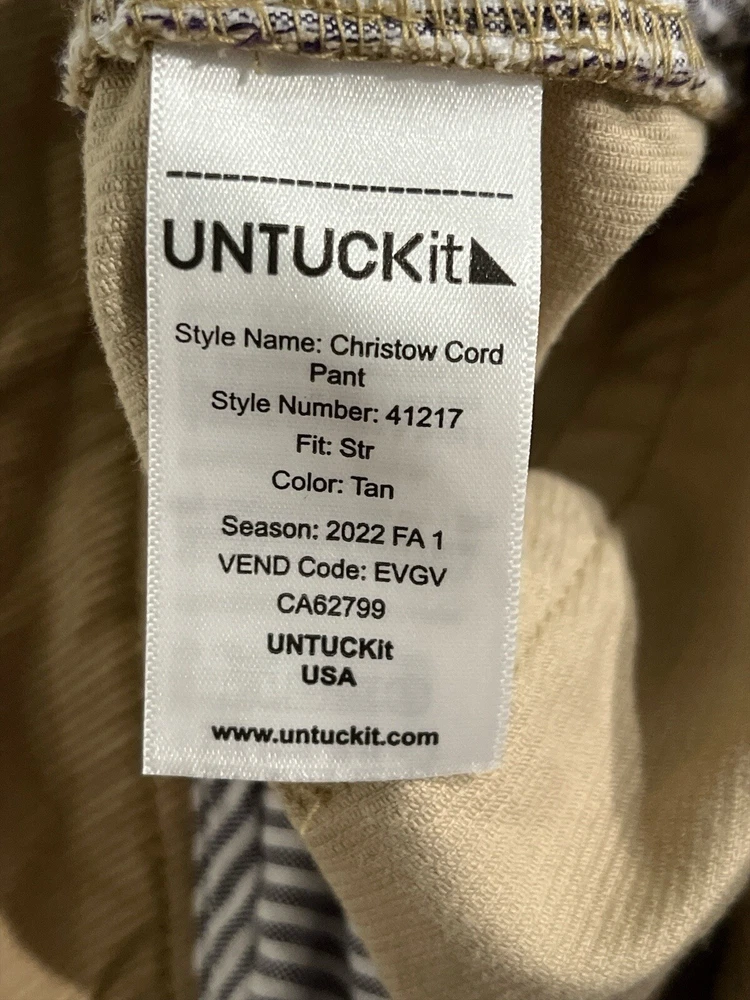 UNTUCKit
Style Name: Christow Cord
Pant
Style Number: 41217
Fit: Str
Color: Tan
Season: 2022 FA 1
VEND Code: EVGV
CA62799
UNTUCKit
USA
www.untuckit.com